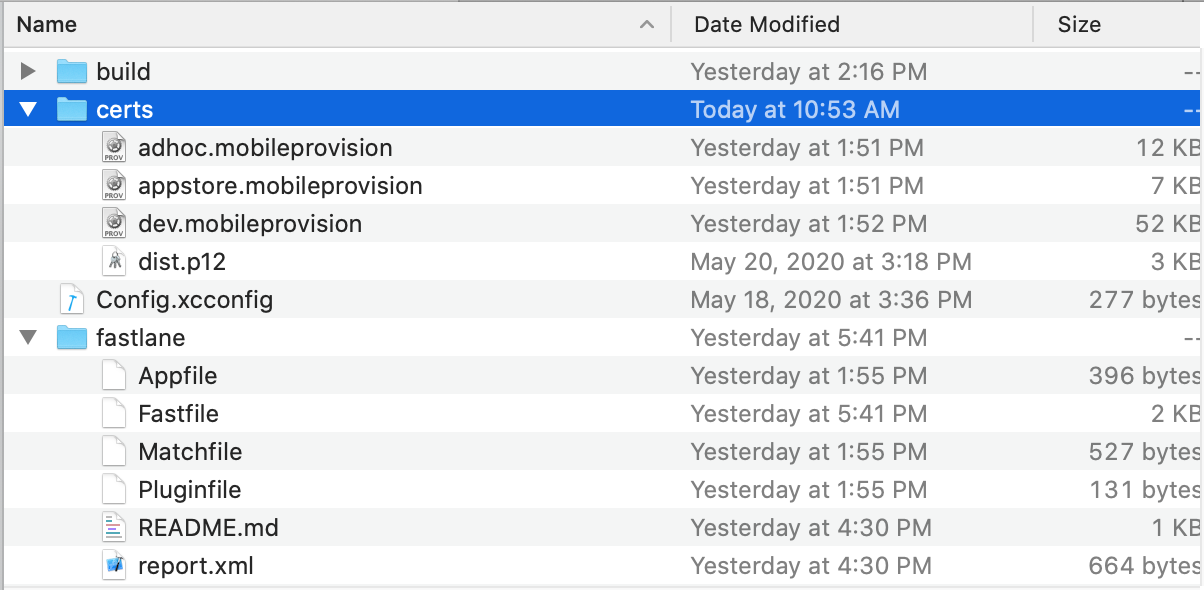 Name Date Modified Size
build Yesterday at 2:16 PM --
certs Today at 10:53 AM --
PROV adhoc.mobileprovision Yesterday at 1:51 PM 12 KB
PROV appstore.mobileprovision Yesterday at 1:51 PM 7 KB
PROV dev.mobileprovision Yesterday at 1:52 PM 52 KB
dist.p12 May 20, 2020 at 3:18 PM 3 KB
Config.xcconfig May 18, 2020 at 3:36 PM 277 bytes
fastlane Yesterday at 5:41 PM --
Appfile Yesterday at 1:55 PM 396 bytes
Fastfile Yesterday at 5:41 PM 2 KB
Matchfile Yesterday at 1:55 PM 527 bytes
Pluginfile Yesterday at 1:55 PM 131 bytes
README.md Yesterday at 4:30 PM 1 KB
report.xml Yesterday at 4:30 PM 664 bytes